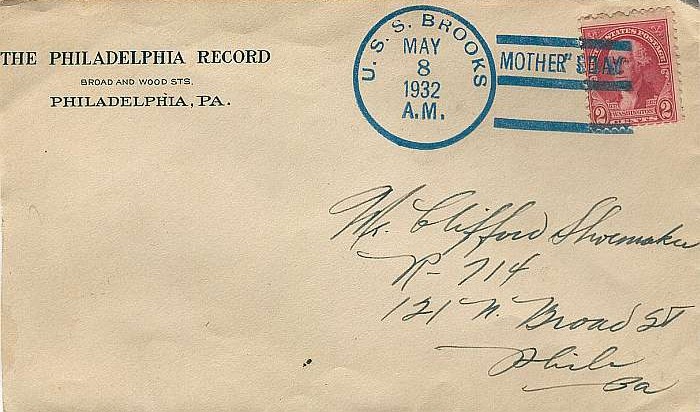 THE PHILADELPHIA RECORD
BROAD AND WOOD STS.
PHILADELPHIA, PA.
U.S.S. BROOKS
MAY
8
1932
A.M.
MOTHER"S DAY
UNITED STATES POSTAGE
2 WASHINGTON 2
CENTS
Mr. Clifford Shoemaker
R-714
121 N. Broad St
Phila
Pa